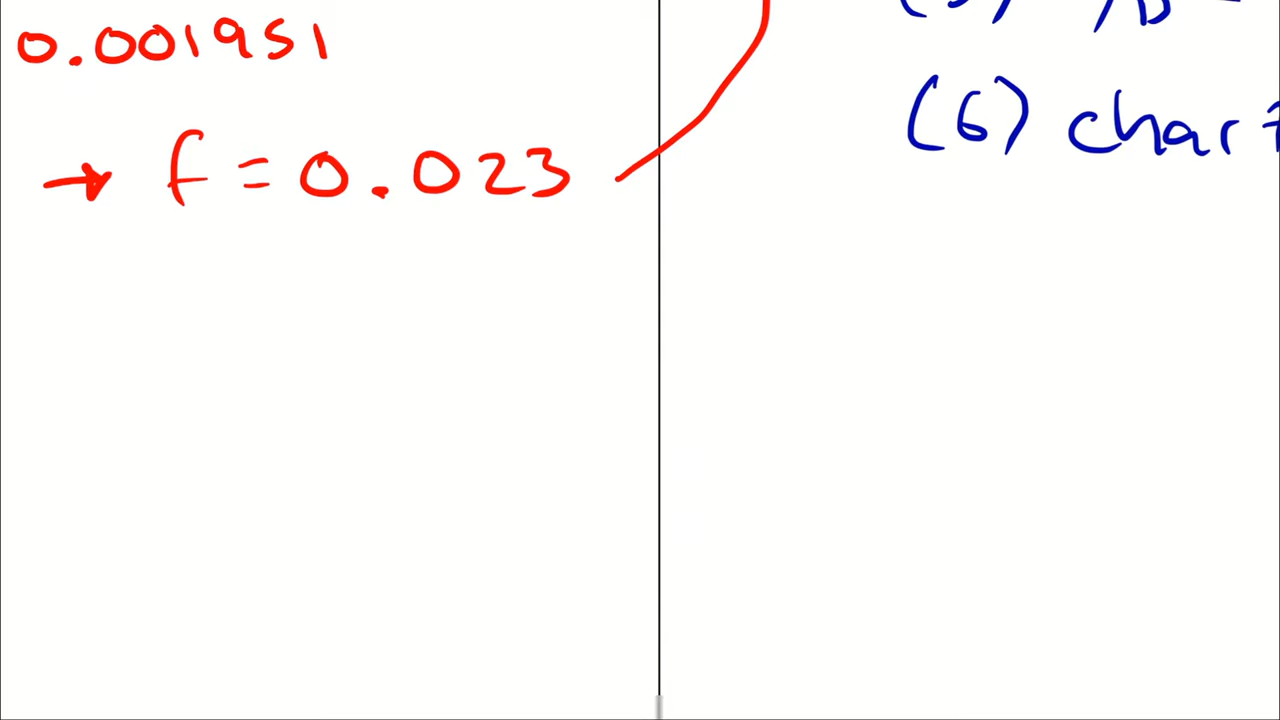 0.001951
→ f = 0.023
(6) char